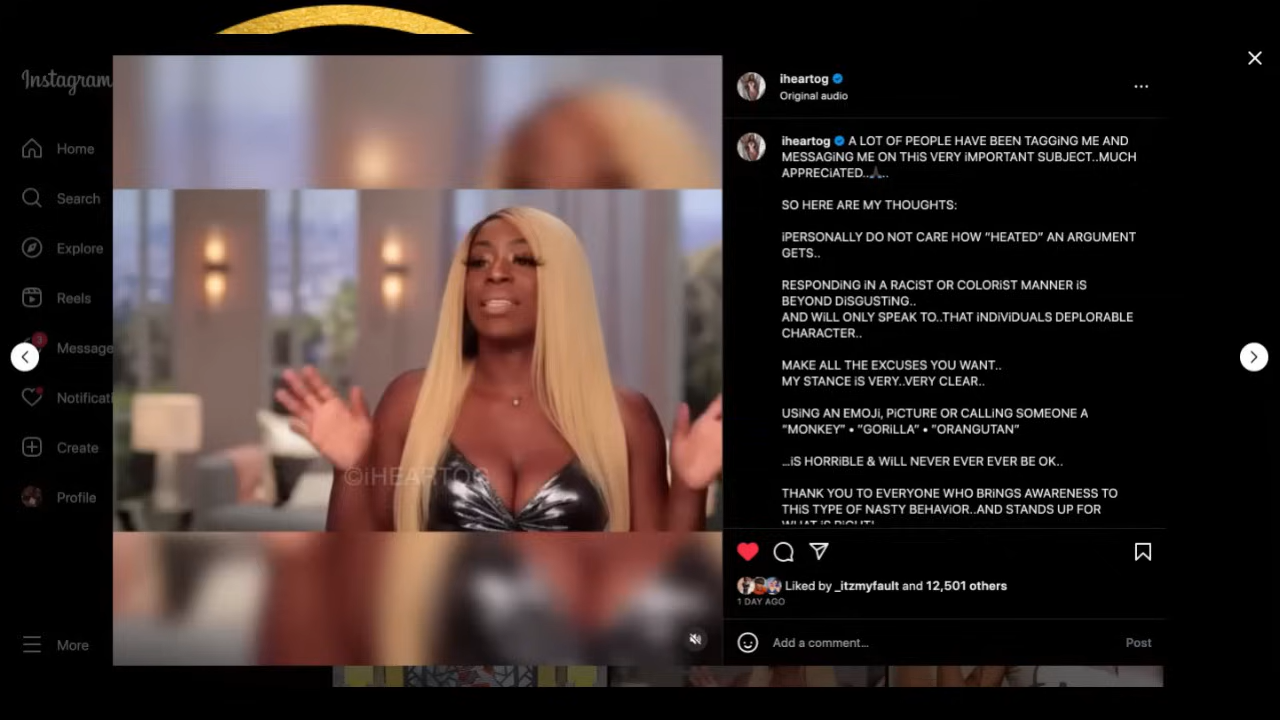 Instagram
Home
Search
Explore
Reels
3
Message
Notificati
Create
Profile
More
©iHEARTOG
iheartog
Original audio
iheartog A LOT OF PEOPLE HAVE BEEN TAGGiNG ME AND
MESSAGiNG ME ON THiS VERY iMPORTANT SUBJECT..MUCH
APPRECiATED..🙏🏿..
SO HERE ARE MY THOUGHTS:
iPERSONALLY DO NOT CARE HOW “HEATED” AN ARGUMENT
GETS..
RESPONDiNG iN A RACiST OR COLORiST MANNER iS
BEYOND DiSGUSTiNG..
AND WiLL ONLY SPEAK TO..THAT iNDiViDUALS DEPLORABLE
CHARACTER..
MAKE ALL THE EXCUSES YOU WANT..
MY STANCE iS VERY..VERY CLEAR..
USiNG AN EMOJi, PiCTURE OR CALLiNG SOMEONE A
“MONKEY” • “GORiLLA” • “ORANGUTAN”
...iS HORRiBLE & WiLL NEVER EVER EVER BE OK..
THANK YOU TO EVERYONE WHO BRiNGS AWARENESS TO
THiS TYPE OF NASTY BEHAViOR..AND STANDS UP FOR
WHAT iS RiGHT!
Liked by _itzmyfault and 12,501 others
1 DAY AGO
Add a comment...
Post